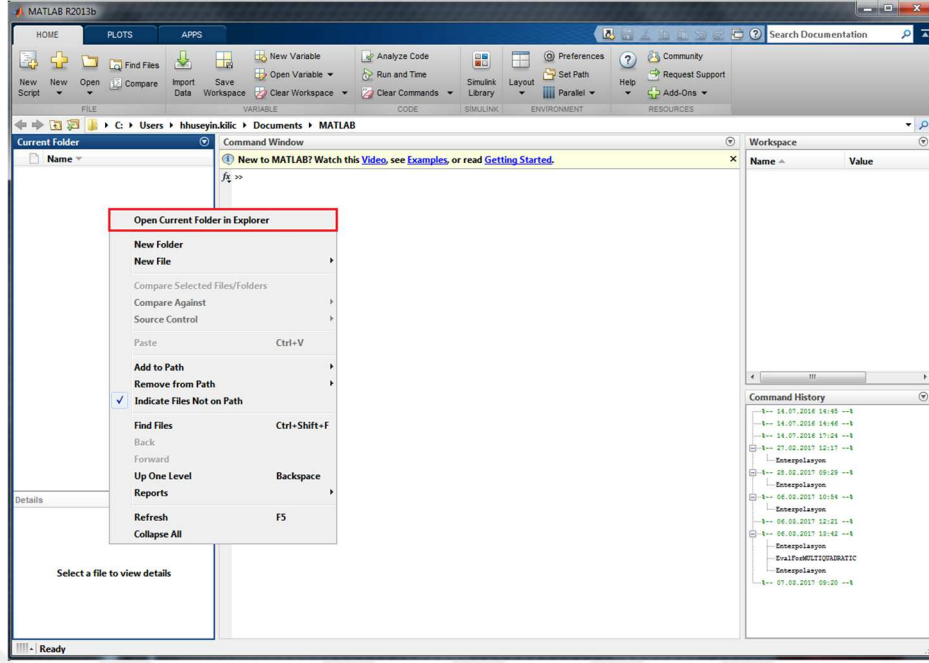 MATLAB R2013b
HOME PLOTS APPS Search Documentation
New Script New Open Find Files Compare Import Data Save Workspace New Variable Open Variable Clear Workspace Analyze Code Run and Time Clear Commands Simulink Library Layout Preferences Set Path Parallel Help Community Request Support Add-Ons
FILE VARIABLE CODE SIMULINK ENVIRONMENT RESOURCES
C: Users hhuseyin.kilic Documents MATLAB
Current Folder
Name
Command Window
New to MATLAB? Watch this Video, see Examples, or read Getting Started.
fx >>
Open Current Folder in Explorer
New Folder
New File
Compare Selected Files/Folders
Compare Against
Source Control
Paste Ctrl+V
Add to Path
Remove from Path
Indicate Files Not on Path
Find Files Ctrl+Shift+F
Back
Forward
Up One Level Backspace
Reports
Refresh F5
Collapse All
Details
Select a file to view details
Workspace
Name Value
Command History
%-- 14.07.2016 14:45 --%
%-- 14.07.2016 14:46 --%
%-- 14.07.2016 17:24 --%
%-- 27.02.2017 12:17 --%
Enterpolasyon
%-- 28.02.2017 09:29 --%
Enterpolasyon
%-- 06.03.2017 10:54 --%
Enterpolasyon
%-- 06.03.2017 12:21 --%
%-- 06.03.2017 13:42 --%
Enterpolasyon
EvalForMULTIQUADRATIC
Enterpolasyon
%-- 07.03.2017 09:20 --%
Ready